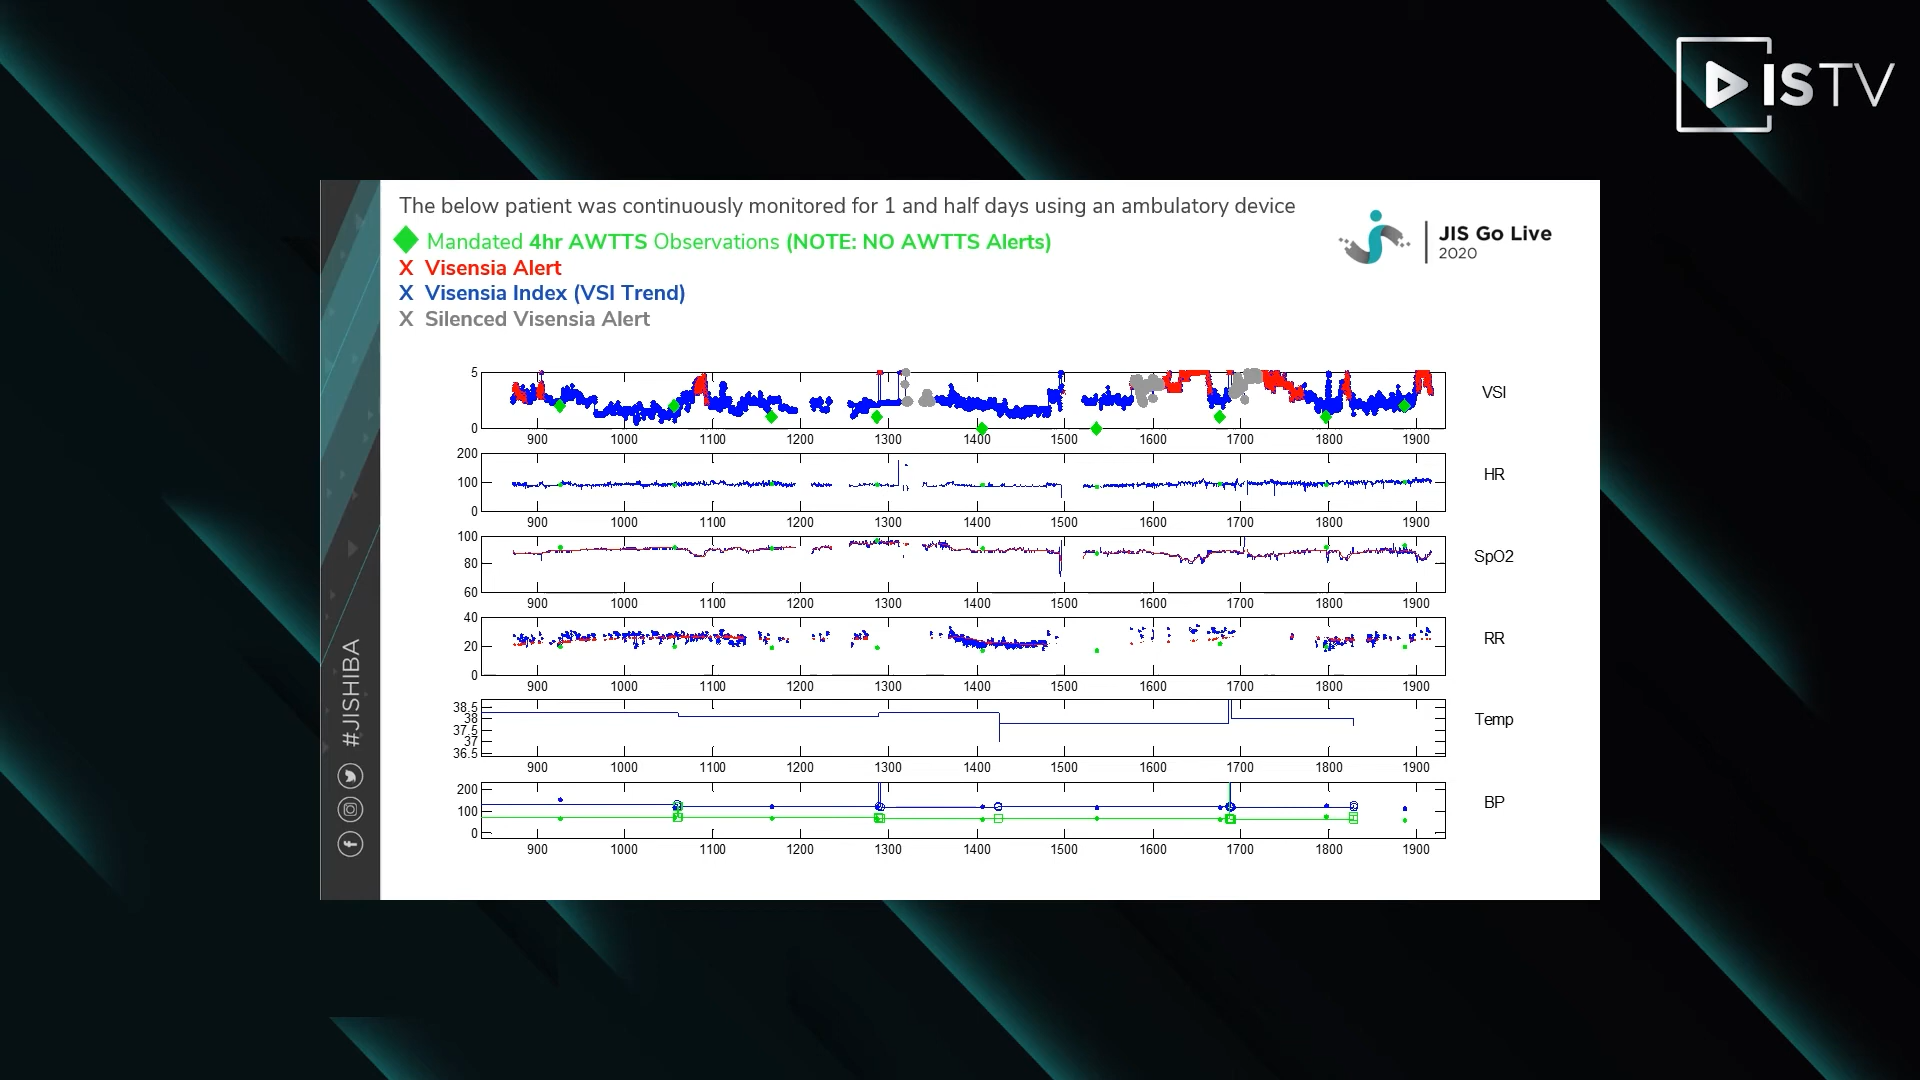 ISTV
The below patient was continuously monitored for 1 and half days using an ambulatory device
Mandated 4hr AWTTS Observations (NOTE: NO AWTTS Alerts)
X Visensia Alert
X Visensia Index (VSI Trend)
X Silenced Visensia Alert
JIS Go Live
2020
#JISHIBA
5
0
900 1000 1100 1200 1300 1400 1500 1600 1700 1800 1900
VSI
200
100
0
900 1000 1100 1200 1300 1400 1500 1600 1700 1800 1900
HR
100
80
60
900 1000 1100 1200 1300 1400 1500 1600 1700 1800 1900
SpO2
40
20
0
900 1000 1100 1200 1300 1400 1500 1600 1700 1800 1900
RR
38.5
38
37.5
37
36.5
900 1000 1100 1200 1300 1400 1500 1600 1700 1800 1900
Temp
200
100
0
900 1000 1100 1200 1300 1400 1500 1600 1700 1800 1900
BP